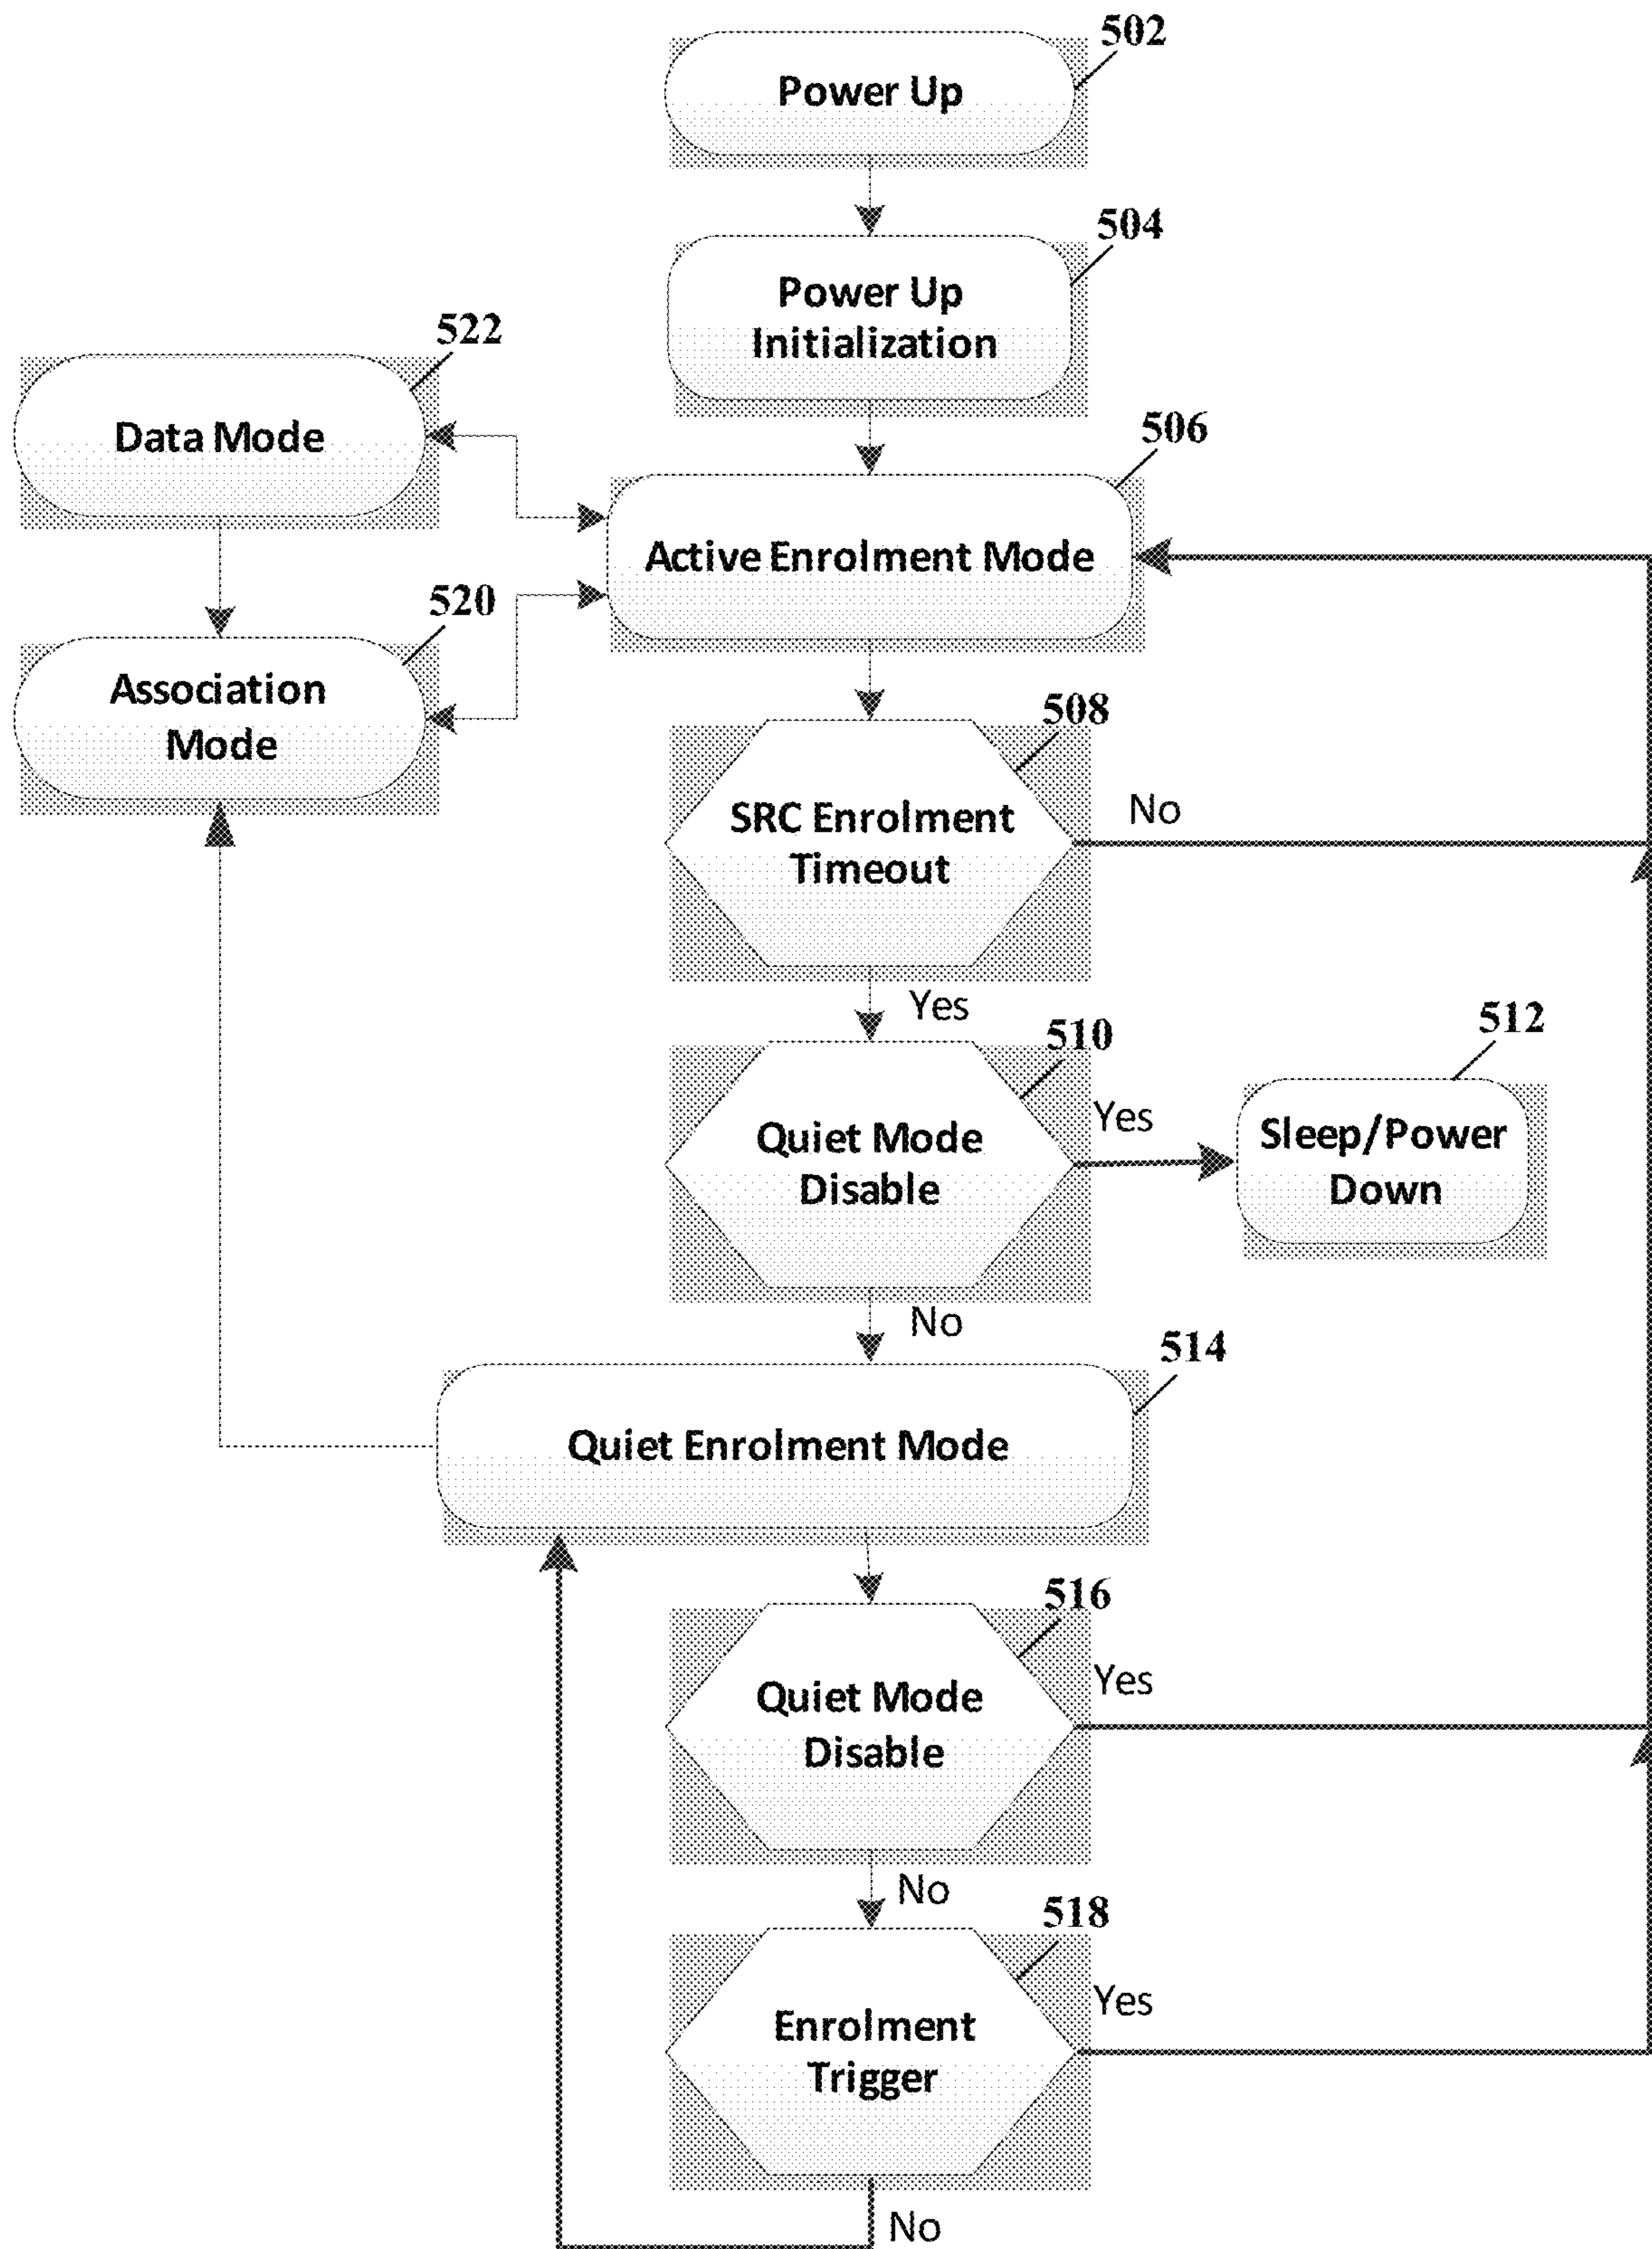 502
Power Up
504
Power Up
Initialization
522
Data Mode
506
Active Enrolment Mode
520
Association
Mode
508
SRC Enrolment
Timeout
No
Yes
510
Quiet Mode
Disable
Yes
512
Sleep/Power
Down
No
514
Quiet Enrolment Mode
516
Quiet Mode
Disable
Yes
No
518
Enrolment
Trigger
Yes
No